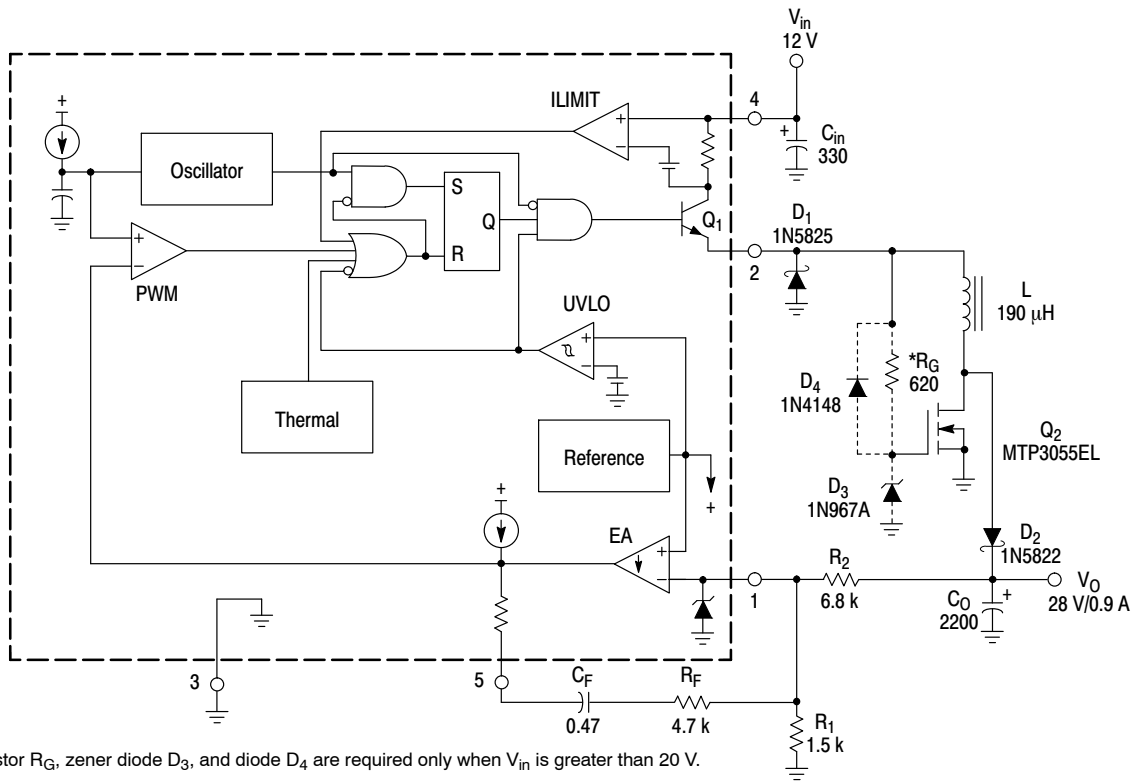 Vin
12 V
4
+
Cin
330
ILIMIT
+
−
+
Oscillator
S
Q
R
Q1
D1
1N5825
2
+
−
PWM
L
190 μH
UVLO
+
−
*RG
620
D4
1N4148
Thermal
Reference
+
Q2
MTP3055EL
D3
1N967A
+
EA
+
−
D2
1N5822
1
R2
6.8 k
VO
28 V/0.9 A
CO
2200
+
3
5
CF
0.47
RF
4.7 k
R1
1.5 k
stor RG, zener diode D3, and diode D4 are required only when Vin is greater than 20 V.